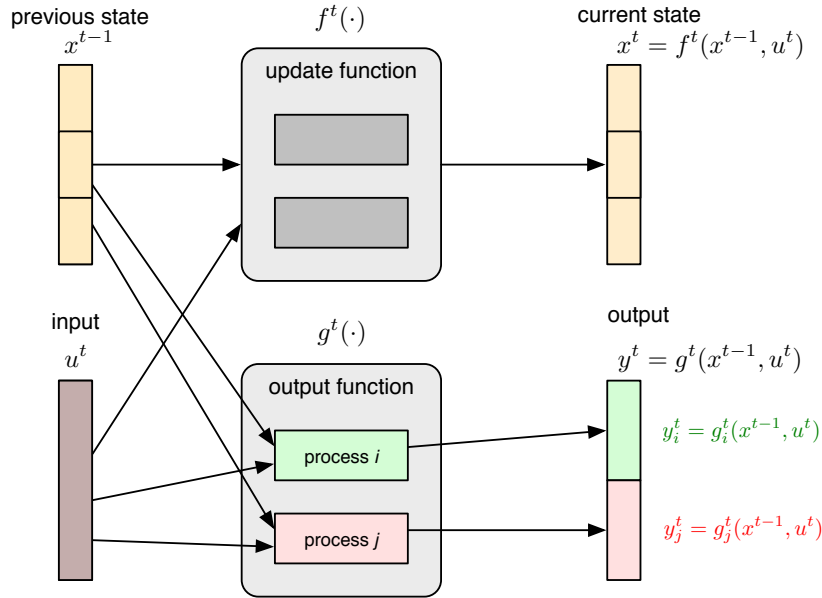 previous state
x^{t-1}
f^t(·)
current state
x^t = f^t(x^{t-1}, u^t)
update function
input
u^t
g^t(·)
output
y^t = g^t(x^{t-1}, u^t)
output function
process i
y_i^t = g_i^t(x^{t-1}, u^t)
process j
y_j^t = g_j^t(x^{t-1}, u^t)